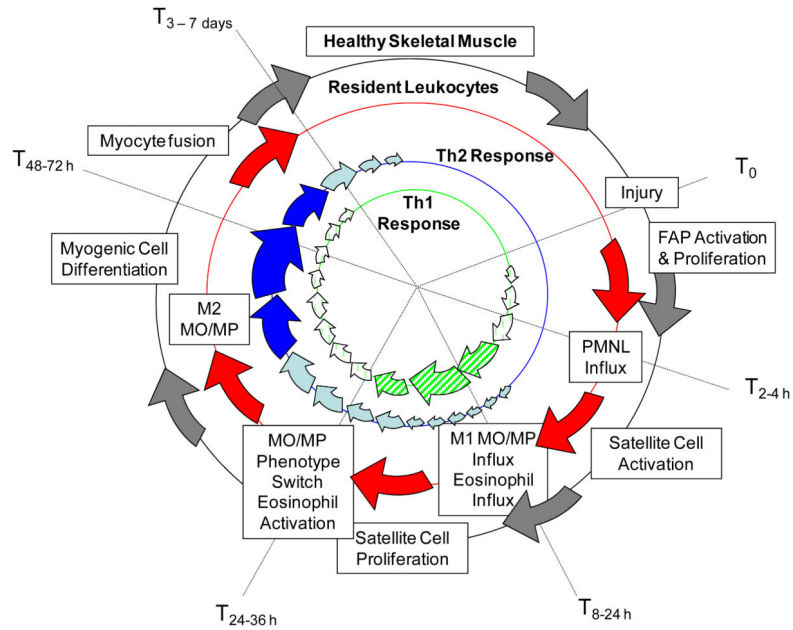 T3 – 7 days
Healthy Skeletal Muscle
Resident Leukocytes
Myocyte fusion
Th2 Response
T48-72 h
T0
Th1
Response
Injury
Myogenic Cell
Differentiation
FAP Activation
& Proliferation
M2
MO/MP
PMNL
Influx
T2-4 h
MO/MP
Phenotype
Switch
Eosinophil
Activation
M1 MO/MP
Influx
Eosinophil
Influx
Satellite Cell
Activation
Satellite Cell
Proliferation
T24-36 h
T8-24 h